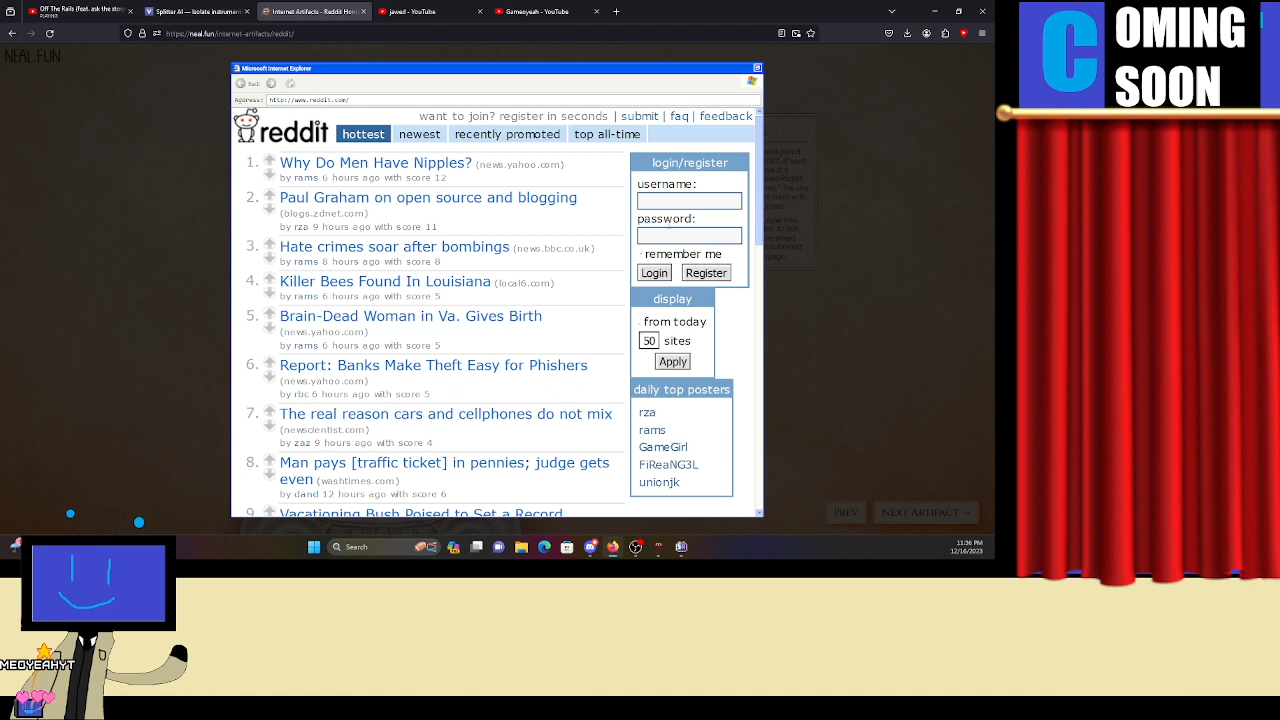 Off The Rails (feat. ask the story
PLAYING
Splitter AI — Isolate instrument
Internet Artifacts - Reddit Hom
jawed - YouTube
Gameoyeah - YouTube
https://neal.fun/internet-artifacts/reddit/
NEAL.FUN
Microsoft Internet Explorer
Back
Address: http://www.reddit.com/
want to join? register in seconds | submit | faq | feedback
reddit hottest newest recently promoted top all-time
1. Why Do Men Have Nipples? (news.yahoo.com)
by rams 6 hours ago with score 12
2. Paul Graham on open source and blogging
(blogs.zdnet.com)
by rza 9 hours ago with score 11
3. Hate crimes soar after bombings (news.bbc.co.uk)
by rams 8 hours ago with score 8
4. Killer Bees Found In Louisiana (local6.com)
by rams 6 hours ago with score 5
5. Brain-Dead Woman in Va. Gives Birth
(news.yahoo.com)
by rams 6 hours ago with score 5
6. Report: Banks Make Theft Easy for Phishers
(news.yahoo.com)
by rbc 6 hours ago with score 5
7. The real reason cars and cellphones do not mix
(newscientist.com)
by zaz 9 hours ago with score 4
8. Man pays [traffic ticket] in pennies; judge gets
even (washtimes.com)
by dand 12 hours ago with score 6
9. Vacationing Bush Poised to Set a Record
login/register
username:
password:
remember me
Login Register
display
from today
50 sites
Apply
daily top posters
rza
rams
GameGirl
FiReaNG3L
unionjk
PREV
NEXT ARTIFACT →
Search
11:36 PM
12/16/2023
COMING
SOON
MEOYEAHYT